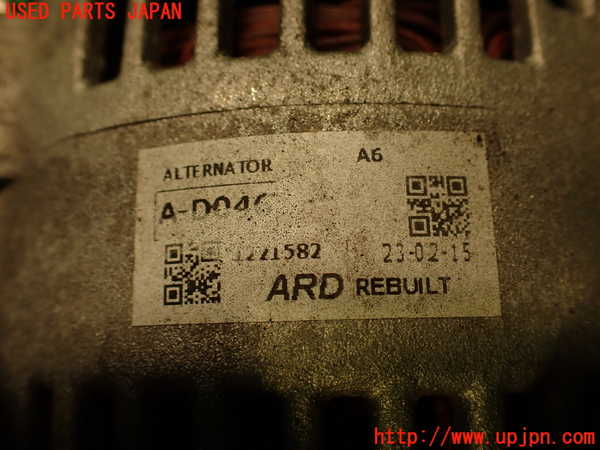 USED PARTS JAPAN
ALTERNATOR A6
1221582 23-02-15
ARD REBUILT
http://www.upjpn.com/